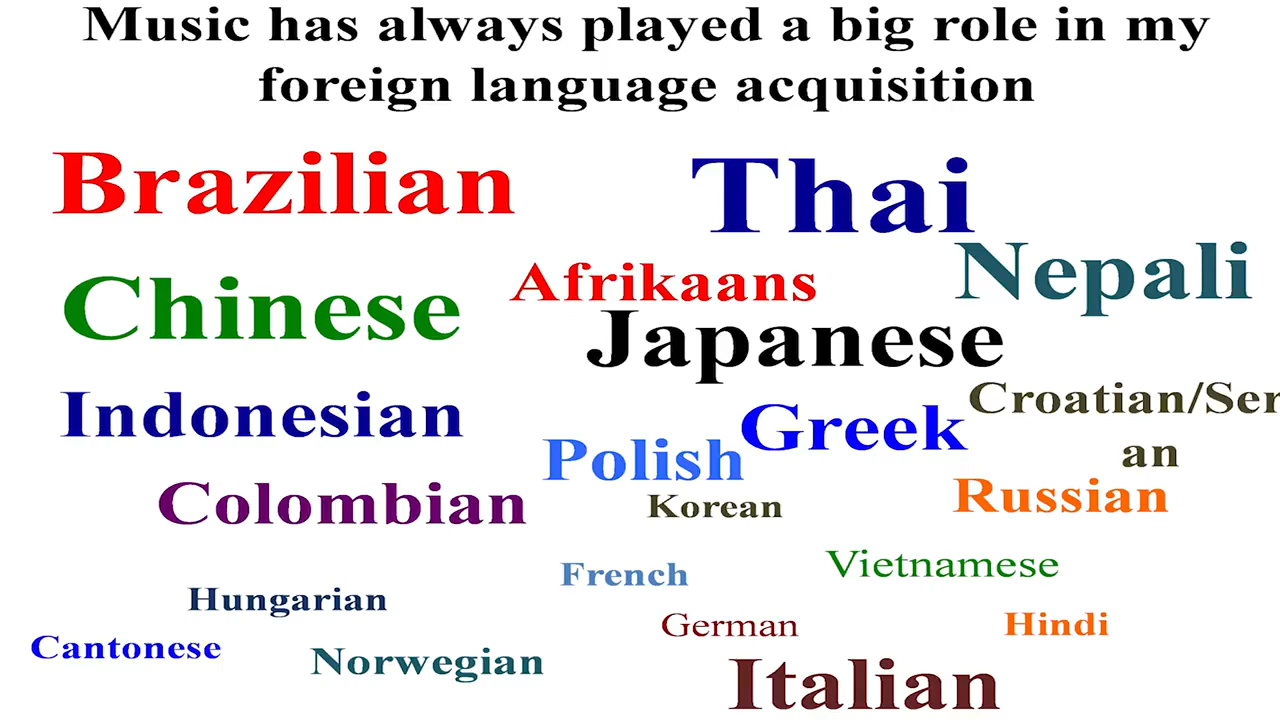 Music has always played a big role in my
foreign language acquisition
Brazilian
Thai
Nepali
Chinese
Afrikaans
Japanese
Indonesian
Croatian/Ser
an
Greek
Polish
Colombian
Korean
Russian
French
Vietnamese
Hungarian
German
Hindi
Cantonese
Norwegian
Italian